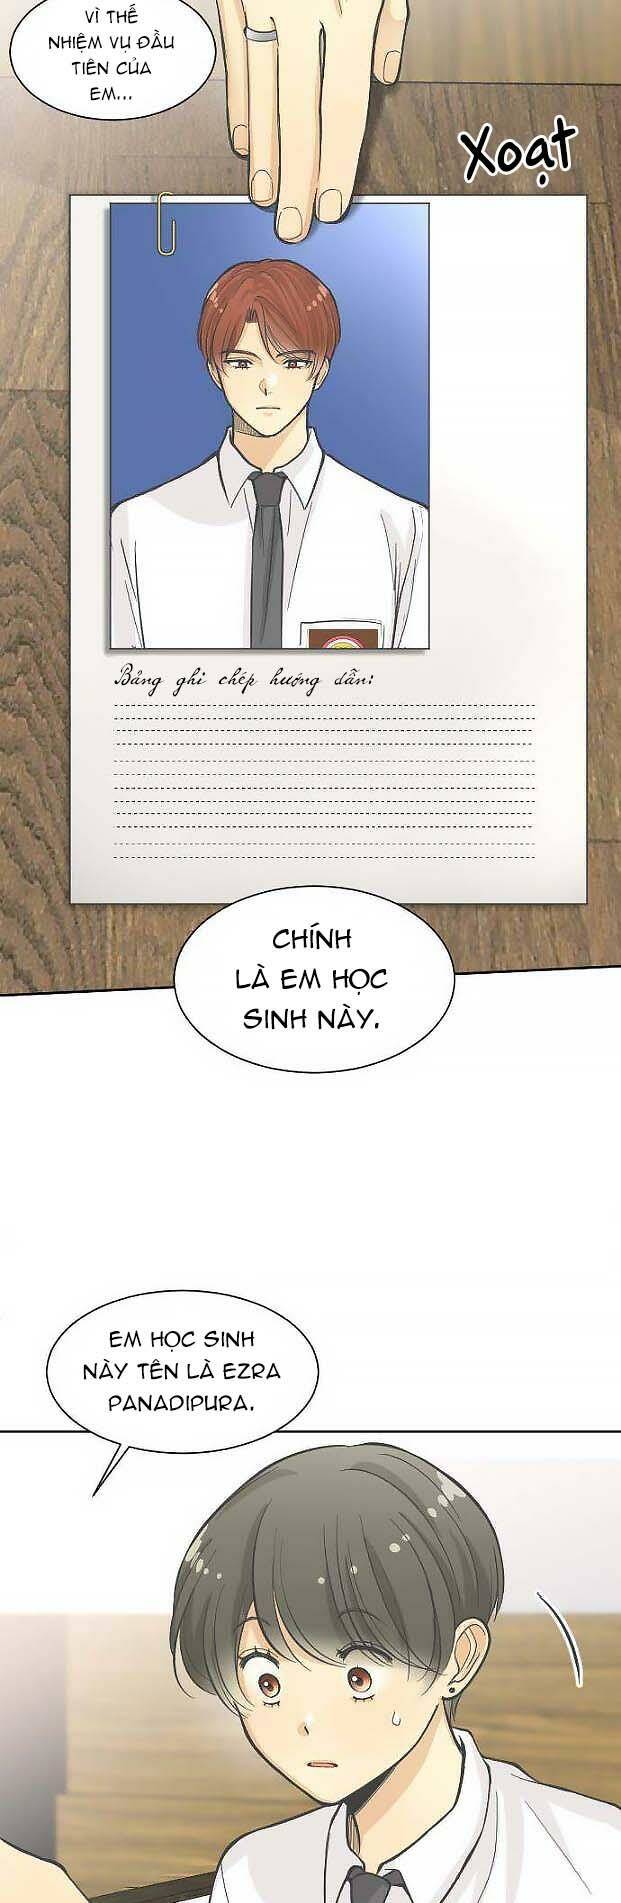 VÌ THẾ
NHIỆM VỤ ĐẦU
TIÊN CỦA
EM...
Xoạt
Bảng ghi chép hướng dẫn:
CHÍNH
LÀ EM HỌC
SINH NÀY.
EM HỌC SINH
NÀY TÊN LÀ EZRA
PANADIPURA.